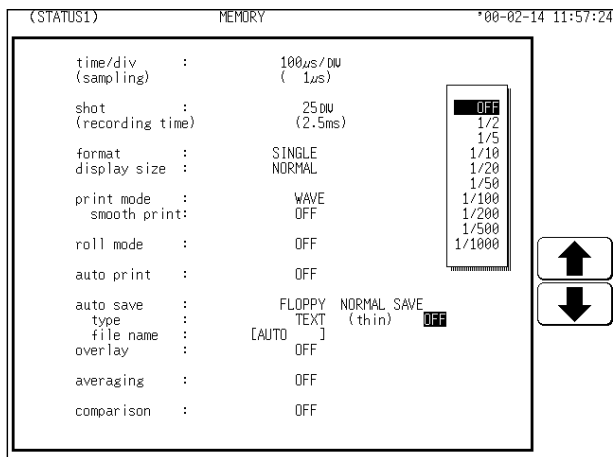 (STATUS1) MEMORY '00-02-14 11:57:24
time/div : 100µs/DIV
(sampling) ( 1µs)
shot : 25DIV
(recording time) (2.5ms)
format : SINGLE
display size : NORMAL
print mode : WAVE
smooth print: OFF
roll mode : OFF
auto print : OFF
auto save : FLOPPY NORMAL SAVE
type : TEXT (thin) OFF
file name : [AUTO ]
overlay : OFF
averaging : OFF
comparison : OFF
OFF
1/2
1/5
1/10
1/20
1/50
1/100
1/200
1/500
1/1000